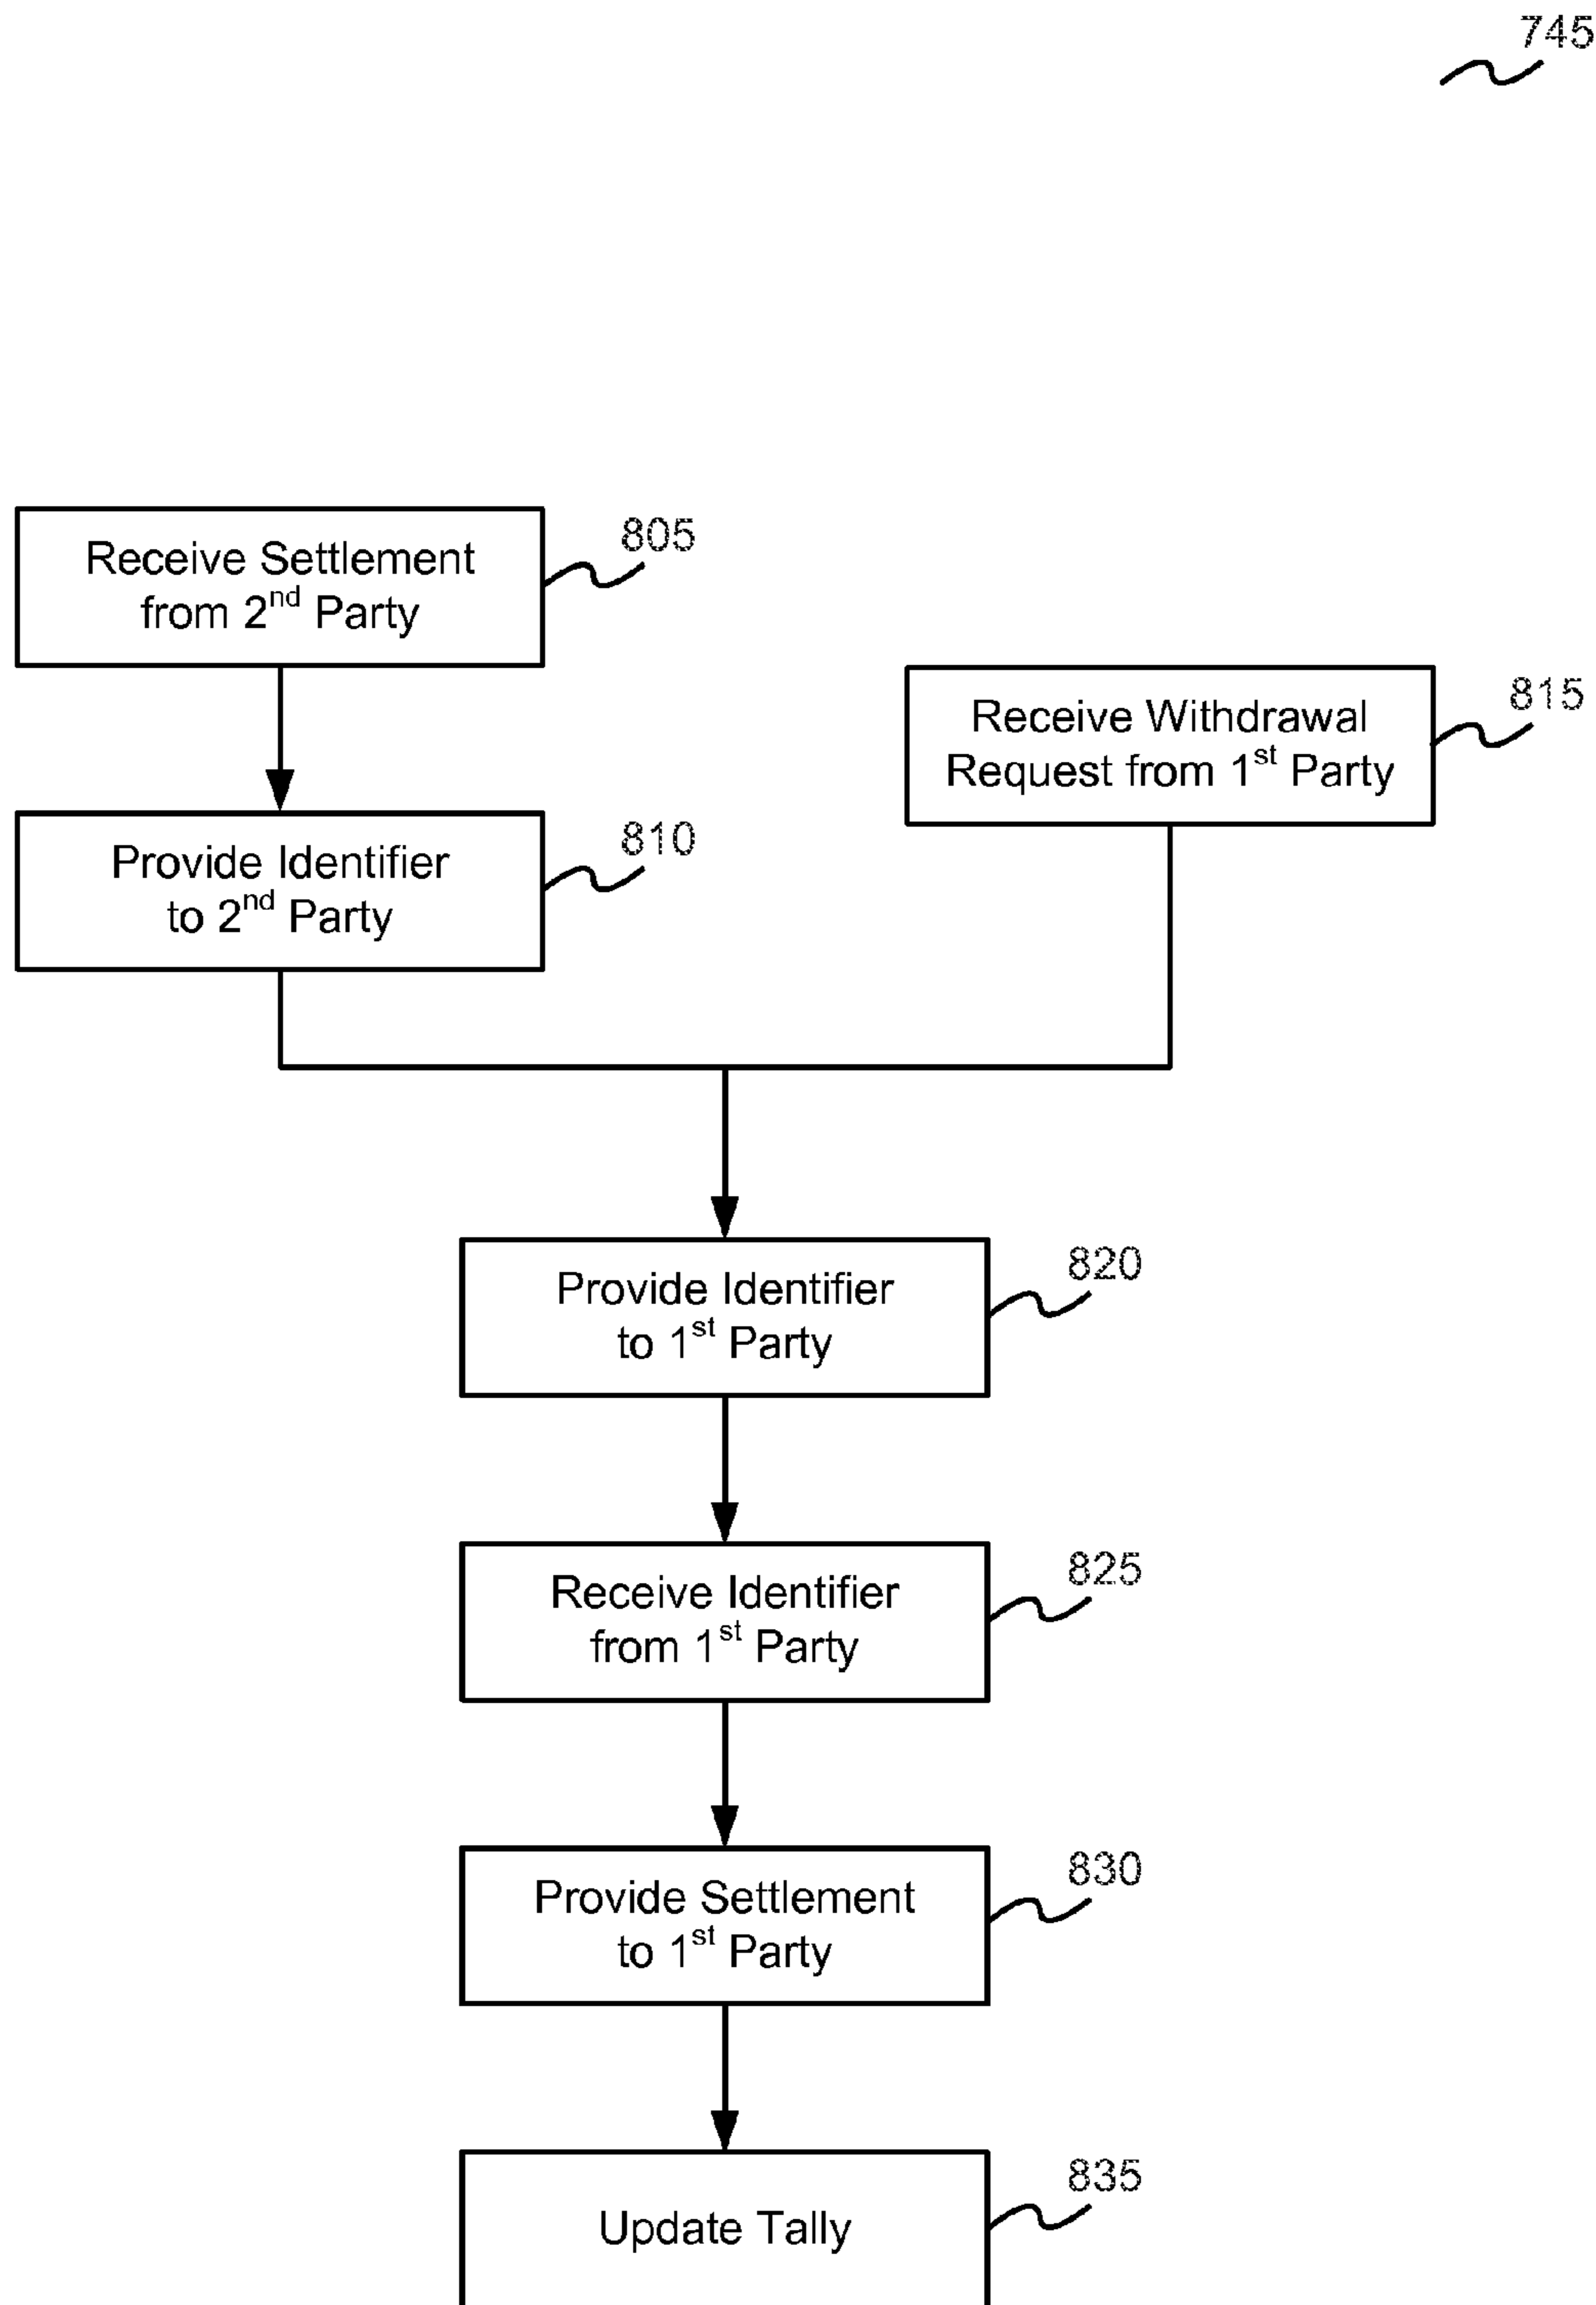 745
Receive Settlement
from 2nd Party
805
Receive Withdrawal
Request from 1st Party
815
Provide Identifier
to 2nd Party
810
Provide Identifier
to 1st Party
820
Receive Identifier
from 1st Party
825
Provide Settlement
to 1st Party
830
Update Tally
835